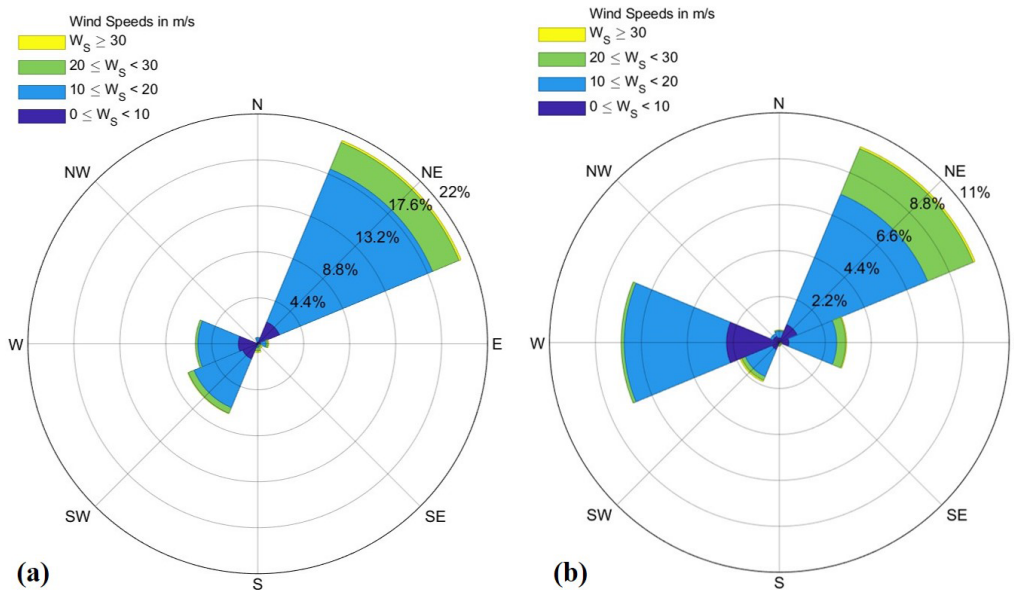 Wind Speeds in m/s
W_S ≥ 30
20 ≤ W_S < 30
10 ≤ W_S < 20
0 ≤ W_S < 10
N
NW
NE
22%
17.6%
13.2%
8.8%
4.4%
W
E
SW
SE
S
(a)
Wind Speeds in m/s
W_S ≥ 30
20 ≤ W_S < 30
10 ≤ W_S < 20
0 ≤ W_S < 10
N
NW
NE
11%
8.8%
6.6%
4.4%
2.2%
W
E
SW
SE
S
(b)